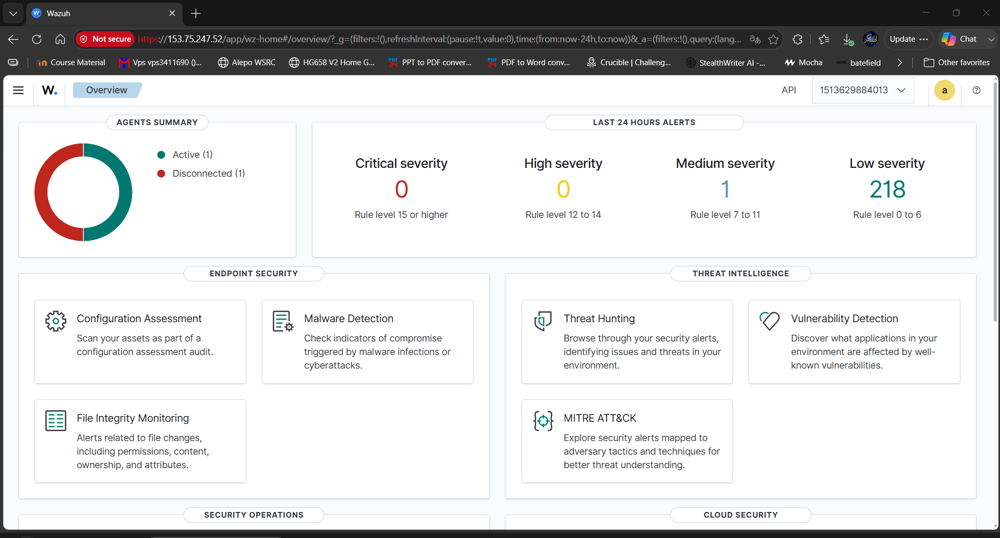 Wazuh
Not secure https://153.75.247.52/app/wz-home#/overview/?_g=(filters:!(),refreshInterval:(pause:!t,value:0),time:(from:now-24h,to:now))&_a=(filters:!(),query:(lang... Update Chat
Course Material Vps vps3411690 ()... Alepo WSRC HG658 V2 Home G... PPT to PDF conver... PDF to Word conv... Crucible | Challeng... StealthWriter AI -... Mocha batefield Other favorites
W. Overview API 1513629884013 a
AGENTS SUMMARY
Active (1)
Disconnected (1)
LAST 24 HOURS ALERTS
Critical severity
0
Rule level 15 or higher
High severity
0
Rule level 12 to 14
Medium severity
1
Rule level 7 to 11
Low severity
218
Rule level 0 to 6
ENDPOINT SECURITY
Configuration Assessment
Scan your assets as part of a
configuration assessment audit.
Malware Detection
Check indicators of compromise
triggered by malware infections or
cyberattacks.
File Integrity Monitoring
Alerts related to file changes,
including permissions, content,
ownership, and attributes.
THREAT INTELLIGENCE
Threat Hunting
Browse through your security alerts,
identifying issues and threats in your
environment.
Vulnerability Detection
Discover what applications in your
environment are affected by well-
known vulnerabilities.
MITRE ATT&CK
Explore security alerts mapped to
adversary tactics and techniques for
better threat understanding.
SECURITY OPERATIONS
CLOUD SECURITY